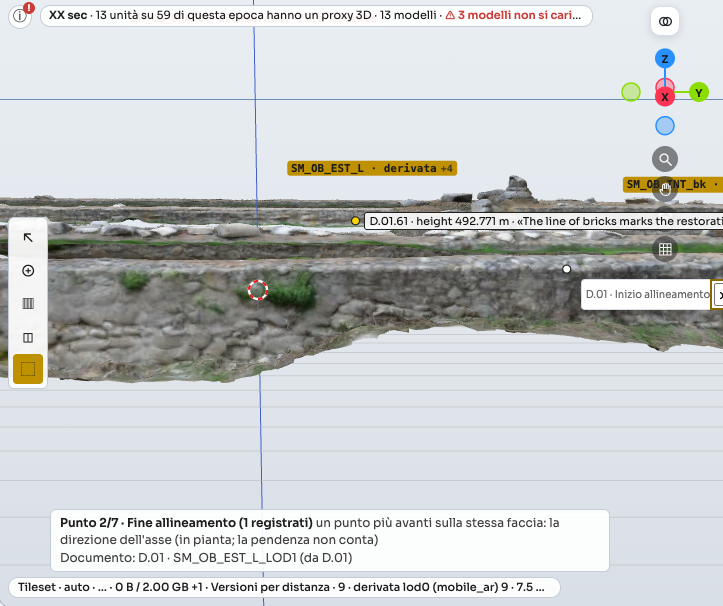 XX sec · 13 unità su 59 di questa epoca hanno un proxy 3D · 13 modelli · ⚠ 3 modelli non si cari...
Z
X
Y
SM_OB_EST_L · derivata +4
SM_OB_INT_bk ·
D.01.61 · height 492.771 m · «The line of bricks marks the restorati
D.01 · Inizio allineamento
Punto 2/7 · Fine allineamento (1 registrati) un punto più avanti sulla stessa faccia: la
direzione dell'asse (in pianta; la pendenza non conta)
Documento: D.01 · SM_OB_EST_L_LOD1 (da D.01)
Tileset · auto · ... · 0 B / 2.00 GB +1 · Versioni per distanza · 9 · derivata lod0 (mobile_ar) 9 · 7.5 ...